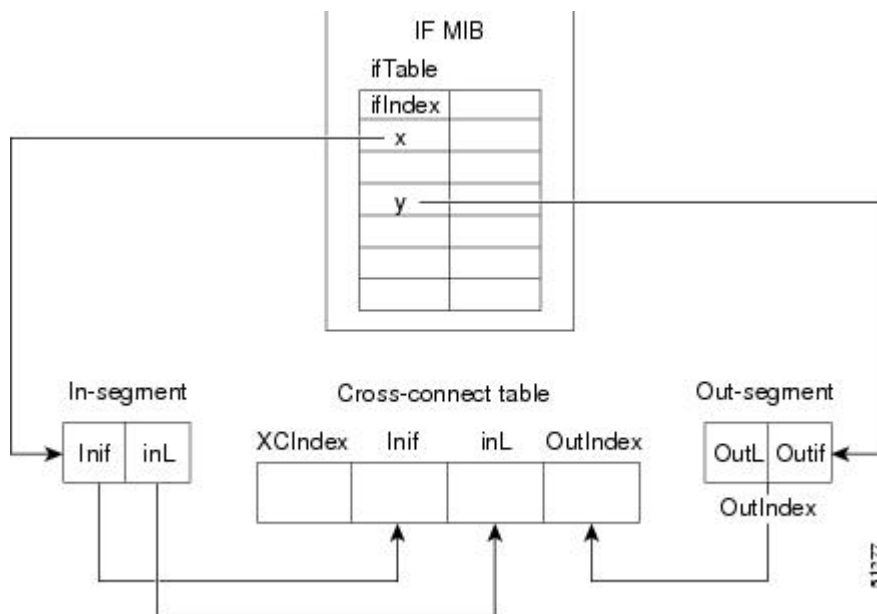 IF MIB
ifTable
ifIndex
x
y
In-segment
Cross-connect table
Out-segment
XCIndex Inif inL OutIndex
Inif inL
OutL Outif
OutIndex